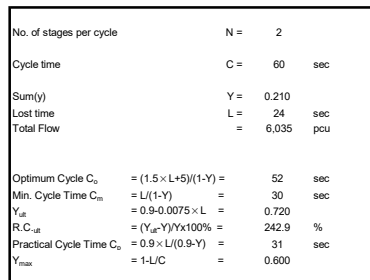 No. of stages per cycle N = 2
Cycle time C = 60 sec
Sum(y) Y = 0.210
Lost time L = 24 sec
Total Flow = 6,035 pcu
Optimum Cycle Cₒ = (1.5×L+5)/(1-Y) = 52 sec
Min. Cycle Time Cₘ = L/(1-Y) = 30 sec
Yᵤₗₜ = 0.9-0.0075×L = 0.720
R.C.ᵤₗₜ = (Yᵤₗₜ-Y)/Yx100% = 242.9 %
Practical Cycle Time Cₒ = 0.9×L/(0.9-Y) = 31 sec
Yₘₐₓ = 1-L/C = 0.600